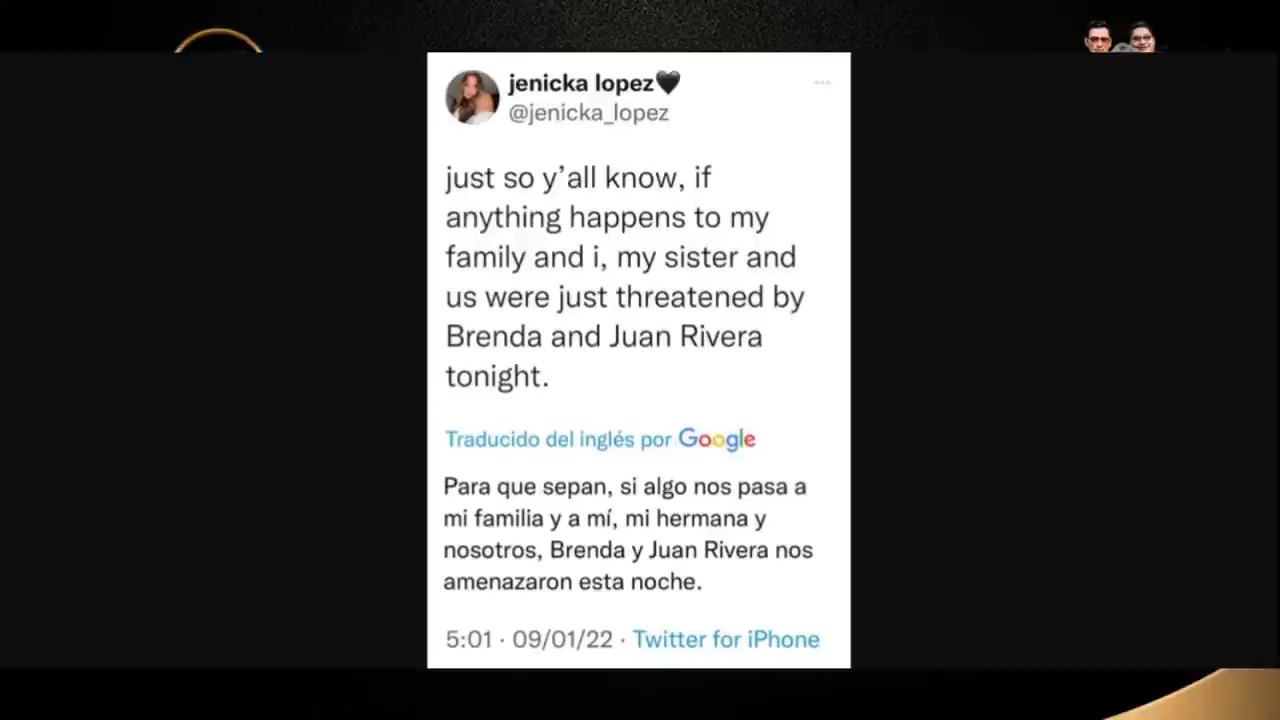 jenicka lopez🖤
@jenicka_lopez
just so y’all know, if
anything happens to my
family and i, my sister and
us were just threatened by
Brenda and Juan Rivera
tonight.
Traducido del inglés por Google
Para que sepan, si algo nos pasa a
mi familia y a mí, mi hermana y
nosotros, Brenda y Juan Rivera nos
amenazaron esta noche.
5:01 · 09/01/22 · Twitter for iPhone